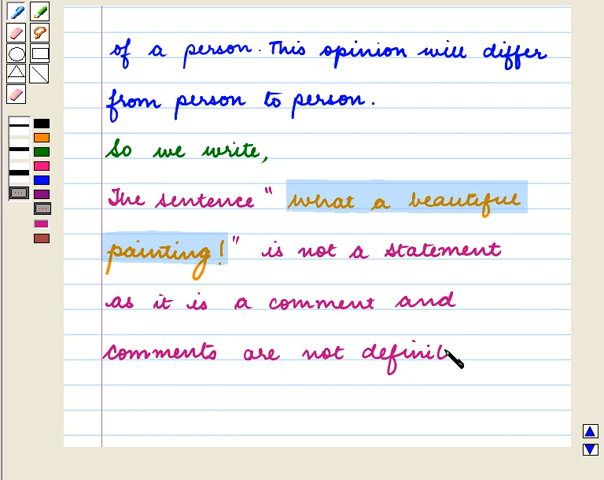 of a person. This opinion will differ
from person to person.
So we write,
The sentence " what a beautiful
painting! " is not a statement
as it is a comment and
comments are not definit